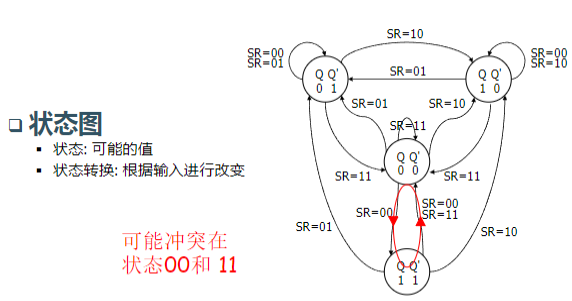 SR=10
SR=00
SR=01
SR=00
SR=10
Q Q'
0 1
SR=01
Q Q'
1 0
状态图
状态: 可能的值
状态转换: 根据输入进行改变
SR=01
SR=10
SR=11
Q Q'
0 0
SR=11
SR=11
SR=00
SR=00
SR=11
SR=01
SR=10
可能冲突在
状态00和 11
Q Q'
1 1